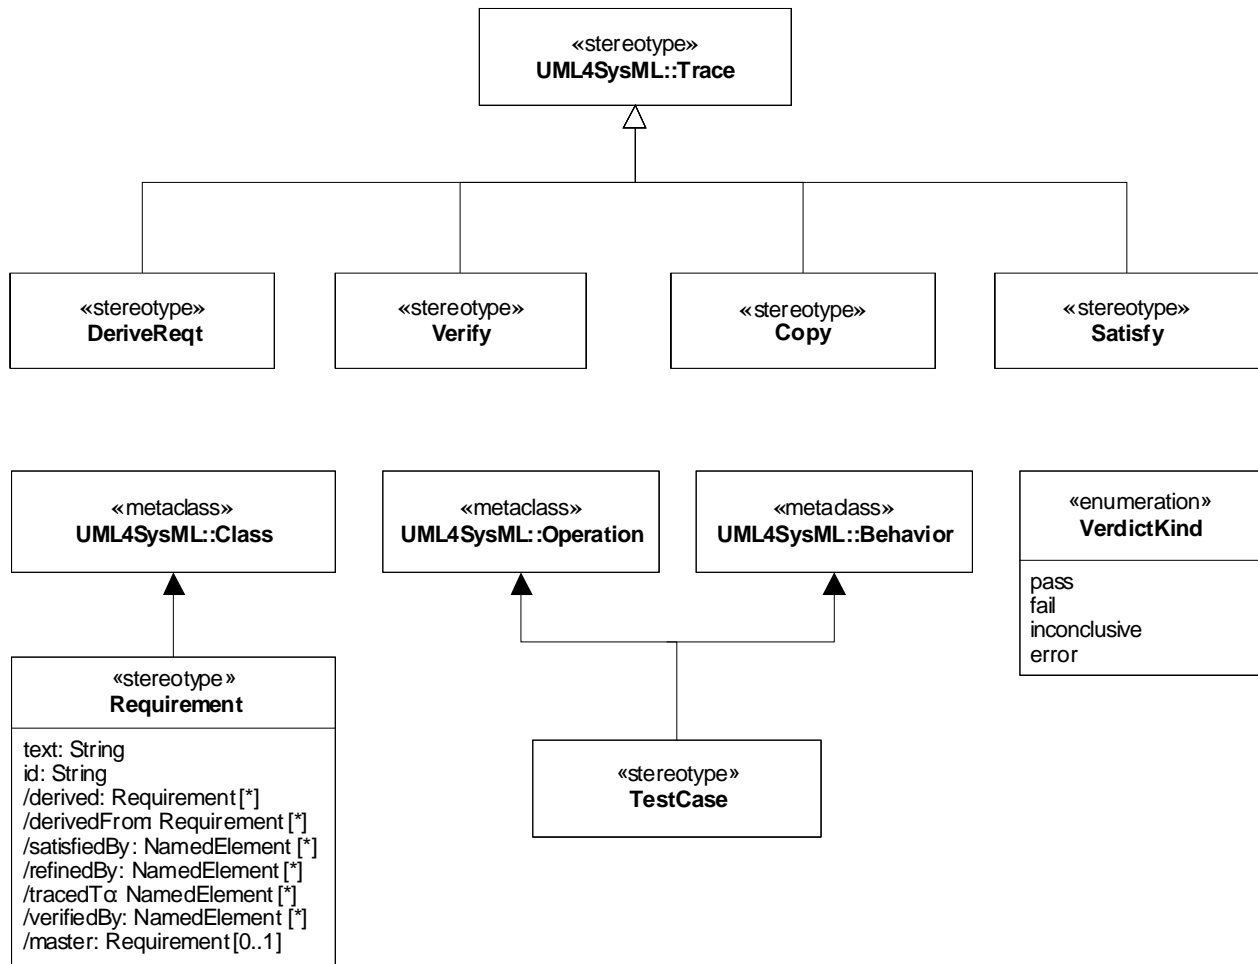 «stereotype»
UML4SysML::Trace
«stereotype»
DeriveReqt
«stereotype»
Verify
«stereotype»
Copy
«stereotype»
Satisfy
«metaclass»
UML4SysML::Class
«metaclass»
UML4SysML::Operation
«metaclass»
UML4SysML::Behavior
«enumeration»
VerdictKind
pass
fail
inconclusive
error
«stereotype»
Requirement
text: String
id: String
/derived: Requirement [*]
/derivedFrom: Requirement [*]
/satisfiedBy: NamedElement [*]
/refinedBy: NamedElement [*]
/tracedTo: NamedElement [*]
/verifiedBy: NamedElement [*]
/master: Requirement [0..1]
«stereotype»
TestCase